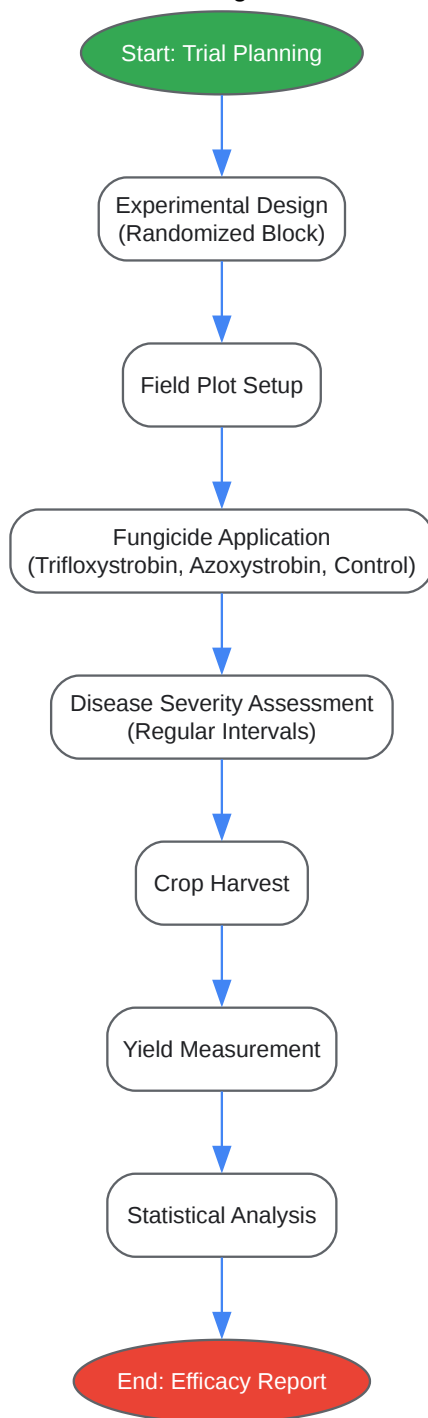 Start: Trial Planning
Experimental Design
(Randomized Block)
Field Plot Setup
Fungicide Application
(Trifloxystrobin, Azoxystrobin, Control)
Disease Severity Assessment
(Regular Intervals)
Crop Harvest
Yield Measurement
Statistical Analysis
End: Efficacy Report